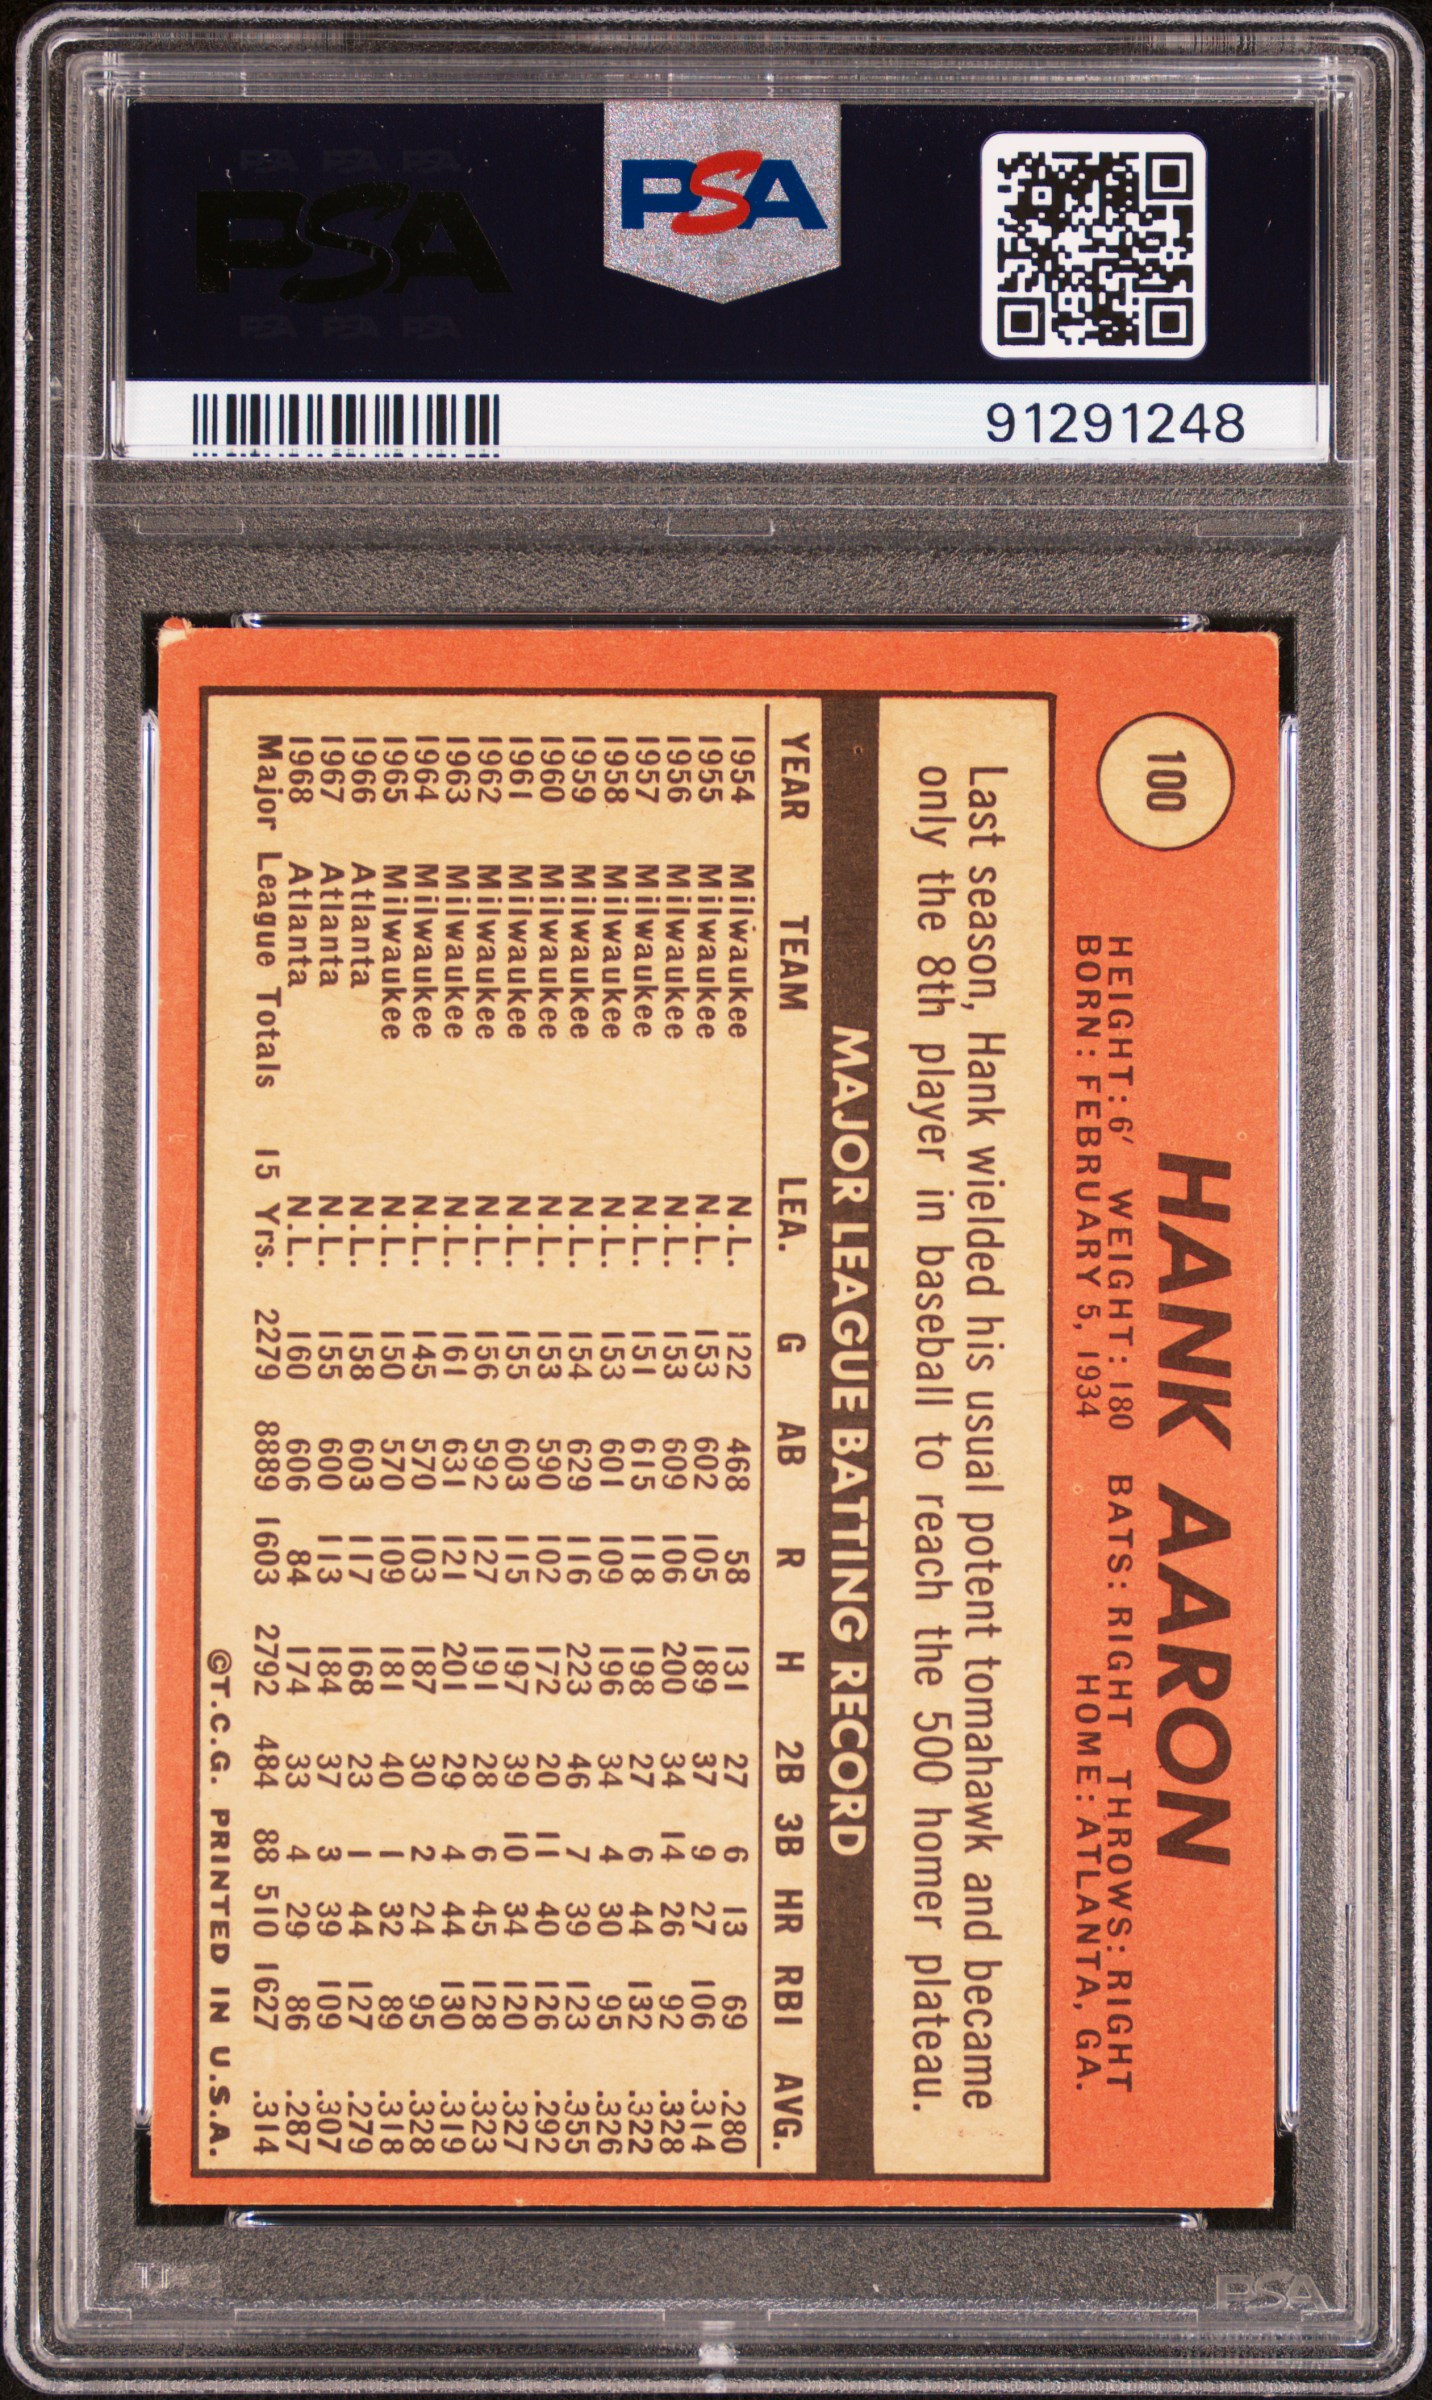 PSA
PSA PSA PSA
PSA
PSA PSA PSA
91291248
100
HANK AARON
HEIGHT: 6' WEIGHT: 180 BATS: RIGHT THROWS: RIGHT
BORN: FEBRUARY 5, 1934 HOME: ATLANTA, GA.
Last season, Hank wielded his usual potent tomahawk and became
only the 8th player in baseball to reach the 500 homer plateau.
MAJOR LEAGUE BATTING RECORD
YEAR TEAM LEA. G AB R H 2B 3B HR RBI AVG.
1954 Milwaukee N.L. 122 468 58 131 27 6 13 69 .280
1955 Milwaukee N.L. 153 602 105 189 37 9 27 106 .314
1956 Milwaukee N.L. 153 609 106 200 34 14 26 92 .328
1957 Milwaukee N.L. 151 615 118 198 27 6 44 132 .322
1958 Milwaukee N.L. 153 601 109 196 34 4 30 95 .326
1959 Milwaukee N.L. 154 629 116 223 46 7 39 123 .355
1960 Milwaukee N.L. 153 590 102 172 20 11 40 126 .292
1961 Milwaukee N.L. 155 603 115 197 39 10 34 120 .327
1962 Milwaukee N.L. 156 592 127 191 28 6 45 128 .323
1963 Milwaukee N.L. 161 631 121 201 29 4 44 130 .319
1964 Milwaukee N.L. 145 570 103 187 30 2 24 95 .328
1965 Milwaukee N.L. 150 570 109 181 40 1 32 89 .318
1966 Atlanta N.L. 158 603 117 168 23 1 44 127 .279
1967 Atlanta N.L. 155 600 113 184 37 3 39 109 .307
1968 Atlanta N.L. 160 606 84 174 33 4 29 86 .287
Major League Totals 15 Yrs. 2279 8889 1603 2792 484 88 510 1627 .314
©T.C.G. PRINTED IN U.S.A.
PSA